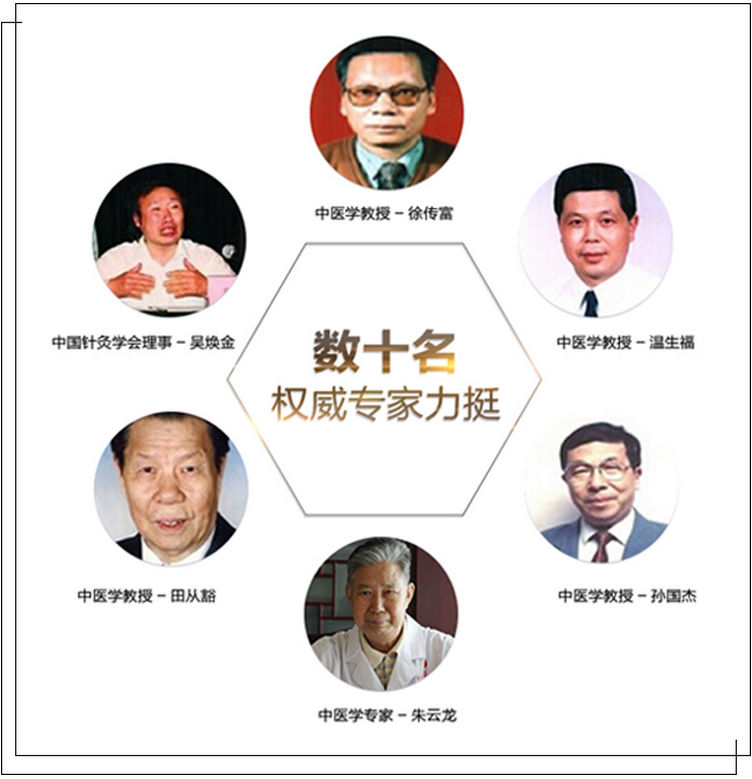 中医学教授 – 徐传富
中国针灸学会理事 – 吴焕金
中医学教授 – 温生福
数十名
权威专家力挺
中医学教授 – 田从豁
中医学教授 – 孙国杰
中医学专家 – 朱云龙